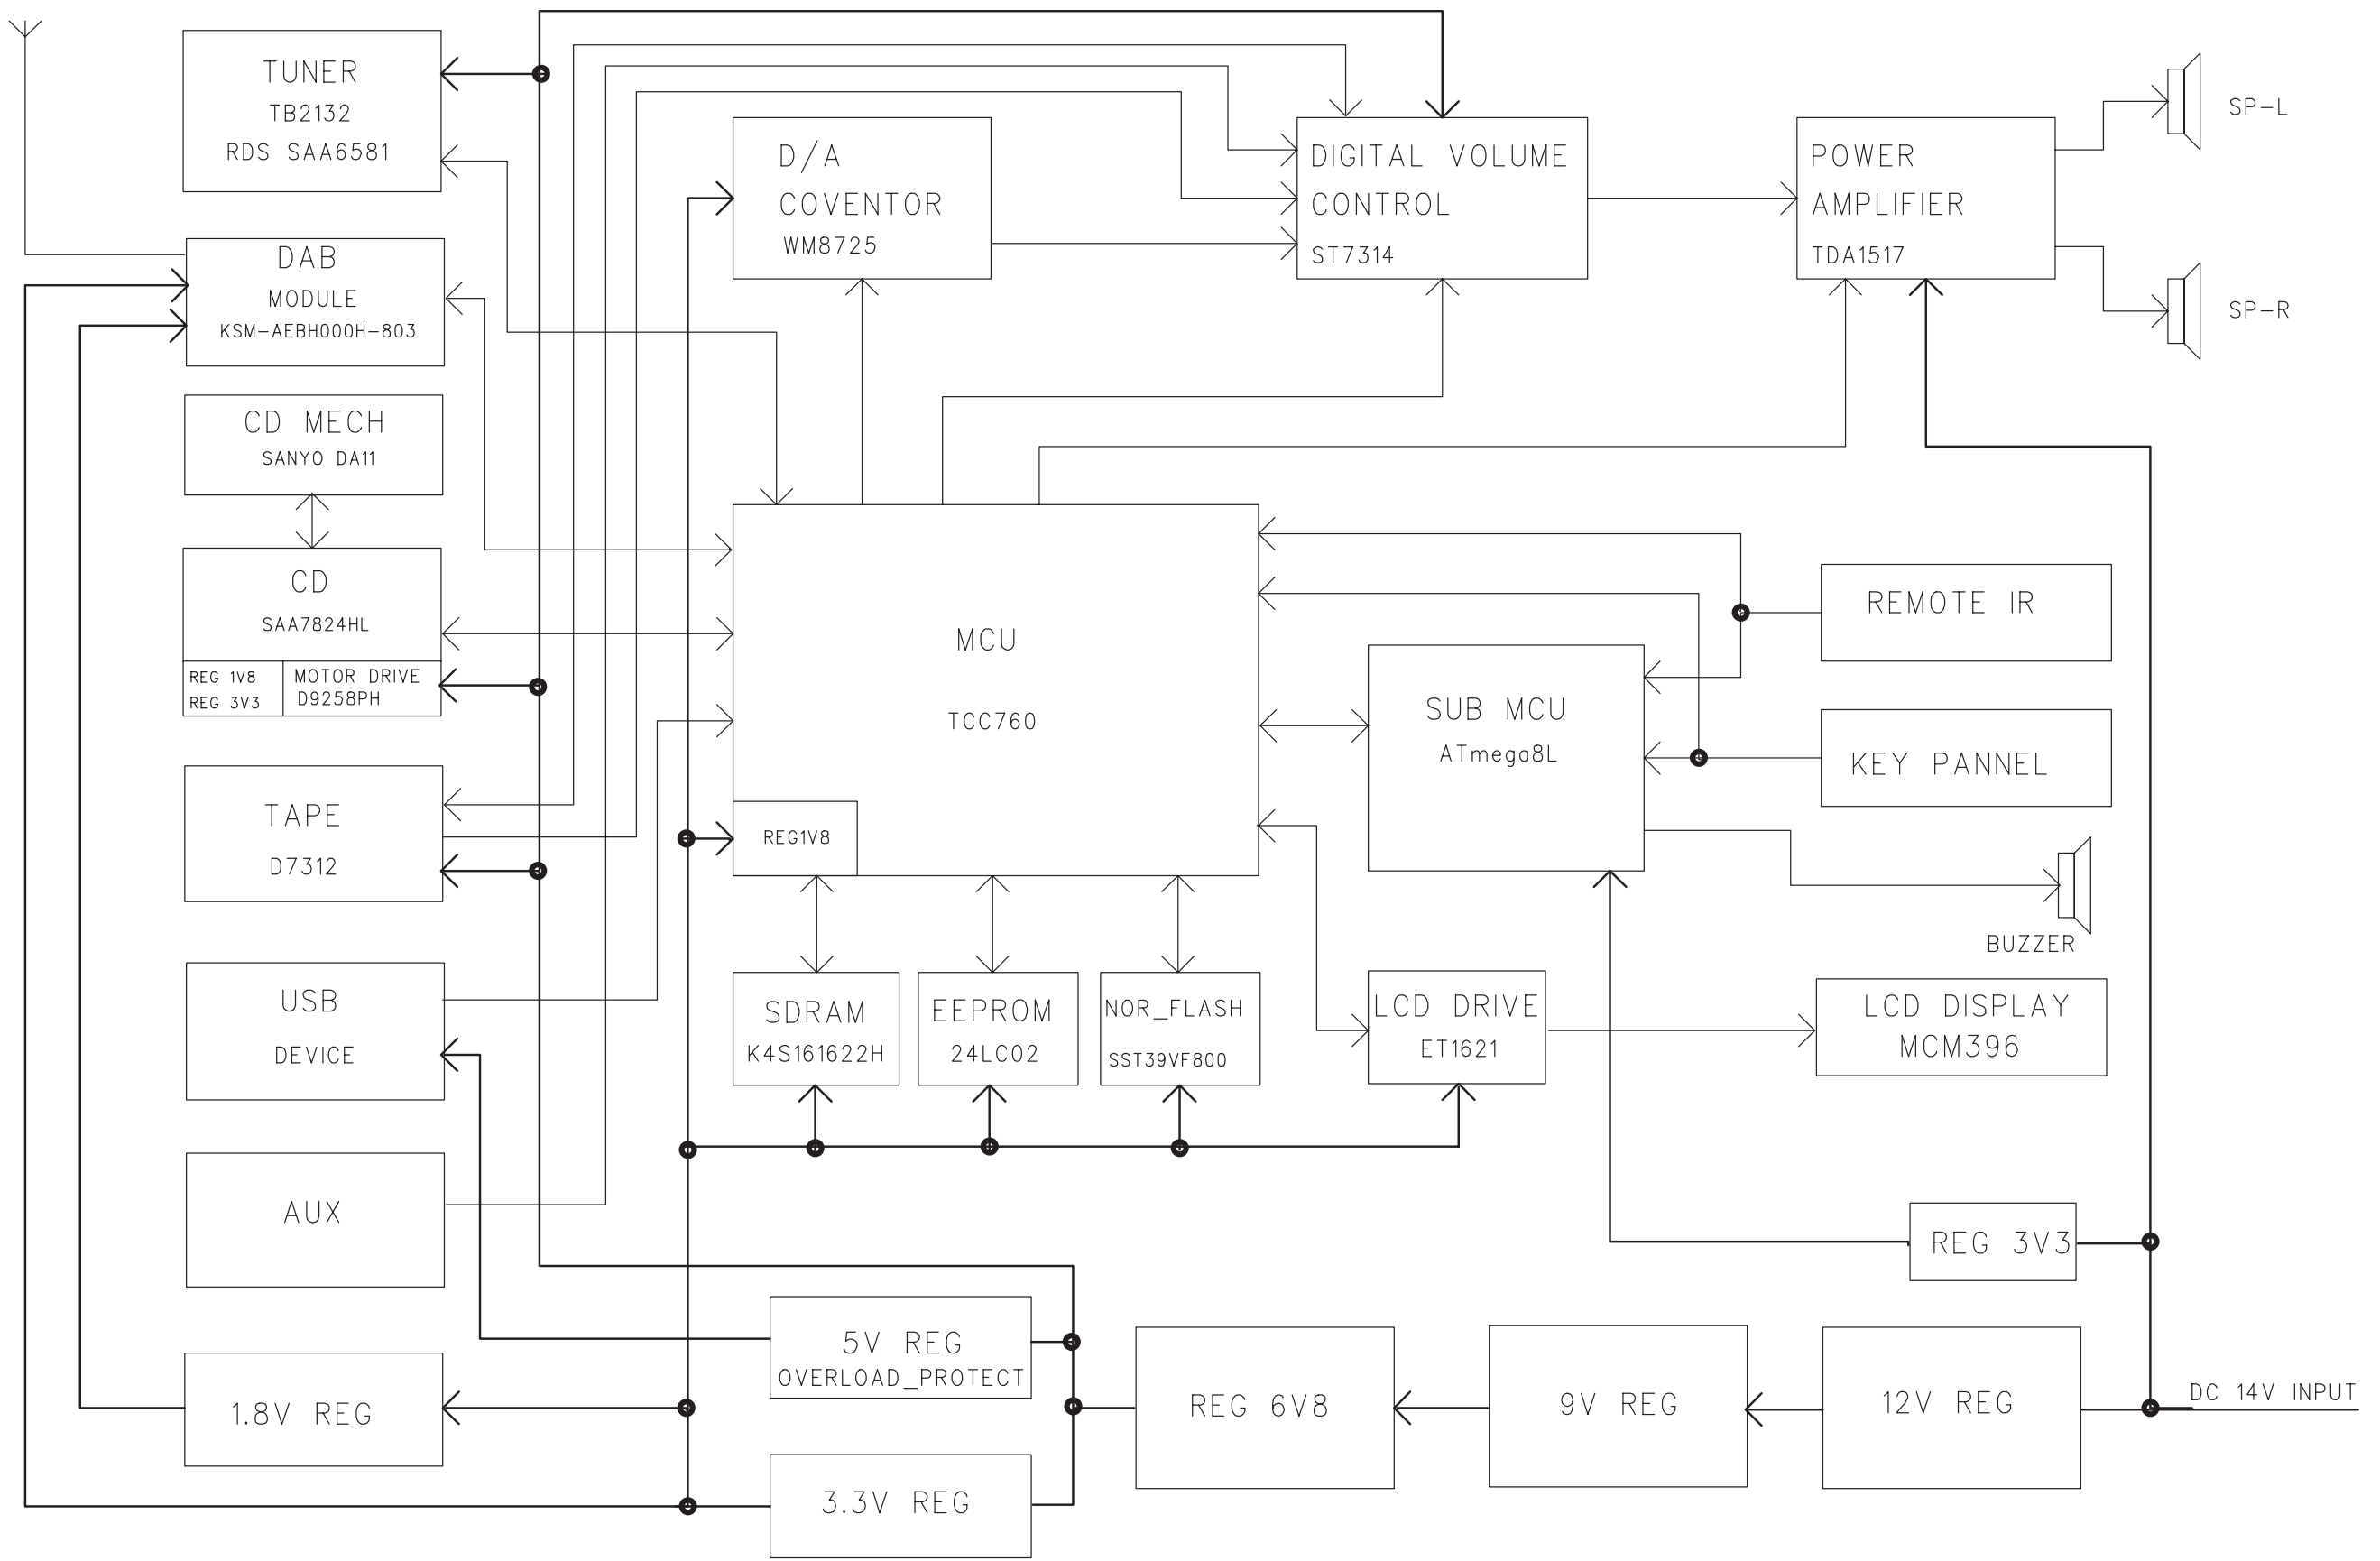 TUNER
TB2132
RDS SAA6581
DAB
MODULE
KSM-AEBH000H-803
CD MECH
SANYO DA11
CD
SAA7824HL
REG 1V8
REG 3V3
MOTOR DRIVE
D9258PH
TAPE
D7312
USB
DEVICE
AUX
1.8V REG
D/A
COVENTOR
WM8725
DIGITAL VOLUME
CONTROL
ST7314
POWER
AMPLIFIER
TDA1517
SP-L
SP-R
MCU
TCC760
REG1V8
SUB MCU
ATmega8L
REMOTE IR
KEY PANNEL
BUZZER
SDRAM
K4S161622H
EEPROM
24LC02
NOR_FLASH
SST39VF800
LCD DRIVE
ET1621
LCD DISPLAY
MCM396
REG 3V3
5V REG
OVERLOAD_PROTECT
3.3V REG
REG 6V8
9V REG
12V REG
DC 14V INPUT